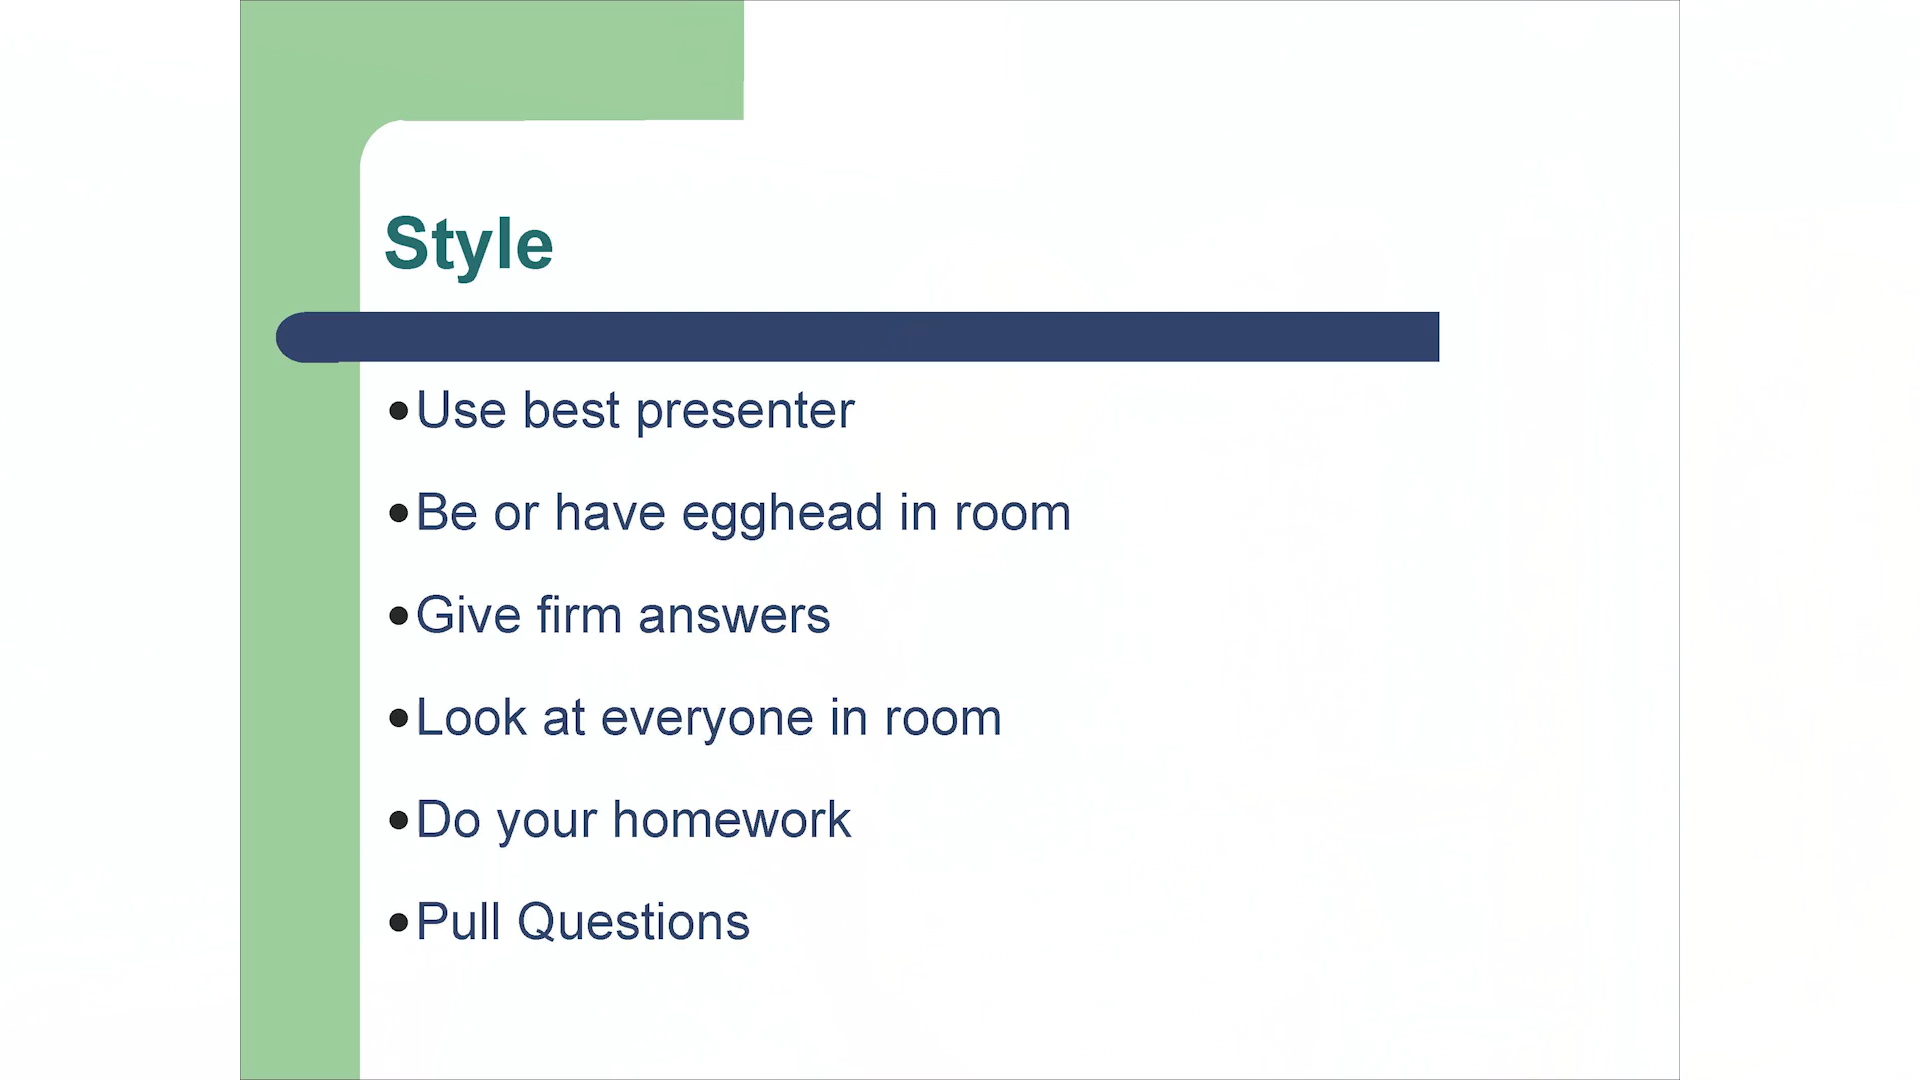 Style
•Use best presenter
•Be or have egghead in room
•Give firm answers
•Look at everyone in room
•Do your homework
•Pull Questions